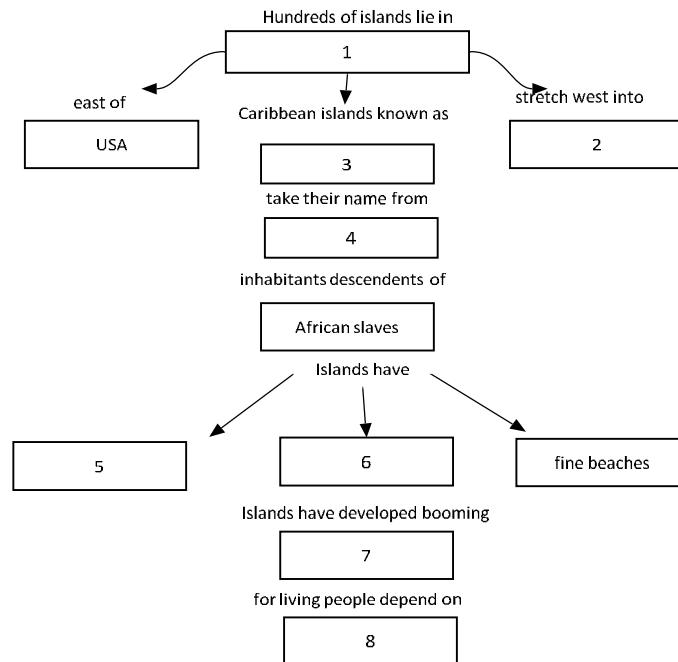 Hundreds of islands lie in
1
east of
stretch west into
Caribbean islands known as
USA
2
3
take their name from
4
inhabitants descendents of
African slaves
Islands have
5
6
fine beaches
Islands have developed booming
7
for living people depend on
8